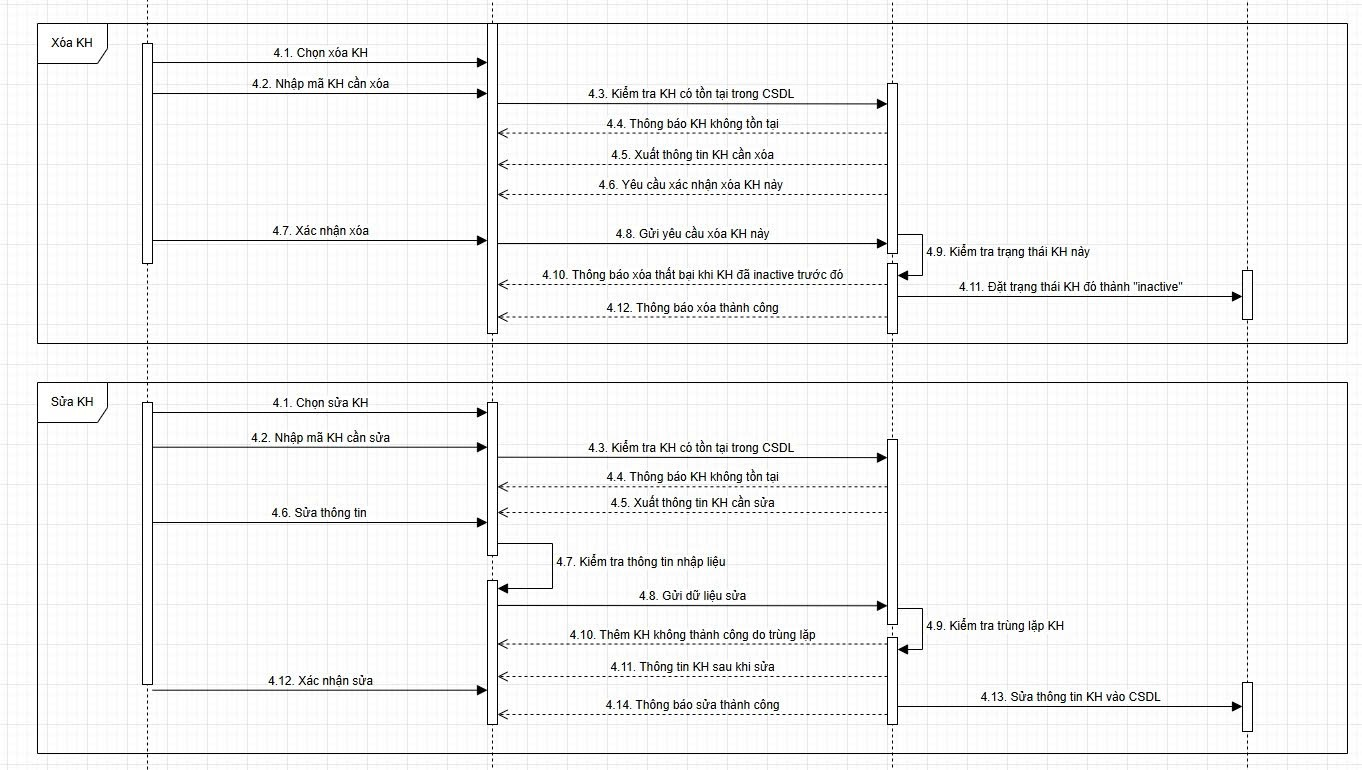 Xóa KH
4.1. Chọn xóa KH
4.2. Nhập mã KH cần xóa
4.3. Kiểm tra KH có tồn tại trong CSDL
4.4. Thông báo KH không tồn tại
4.5. Xuất thông tin KH cần xóa
4.6. Yêu cầu xác nhận xóa KH này
4.7. Xác nhận xóa
4.8. Gửi yêu cầu xóa KH này
4.9. Kiểm tra trạng thái KH này
4.10. Thông báo xóa thất bại khi KH đã inactive trước đó
4.11. Đặt trạng thái KH đó thành "inactive"
4.12. Thông báo xóa thành công
Sửa KH
4.1. Chọn sửa KH
4.2. Nhập mã KH cần sửa
4.3. Kiểm tra KH có tồn tại trong CSDL
4.4. Thông báo KH không tồn tại
4.5. Xuất thông tin KH cần sửa
4.6. Sửa thông tin
4.7. Kiểm tra thông tin nhập liệu
4.8. Gửi dữ liệu sửa
4.9. Kiểm tra trùng lặp KH
4.10. Thêm KH không thành công do trùng lặp
4.11. Thông tin KH sau khi sửa
4.12. Xác nhận sửa
4.13. Sửa thông tin KH vào CSDL
4.14. Thông báo sửa thành công